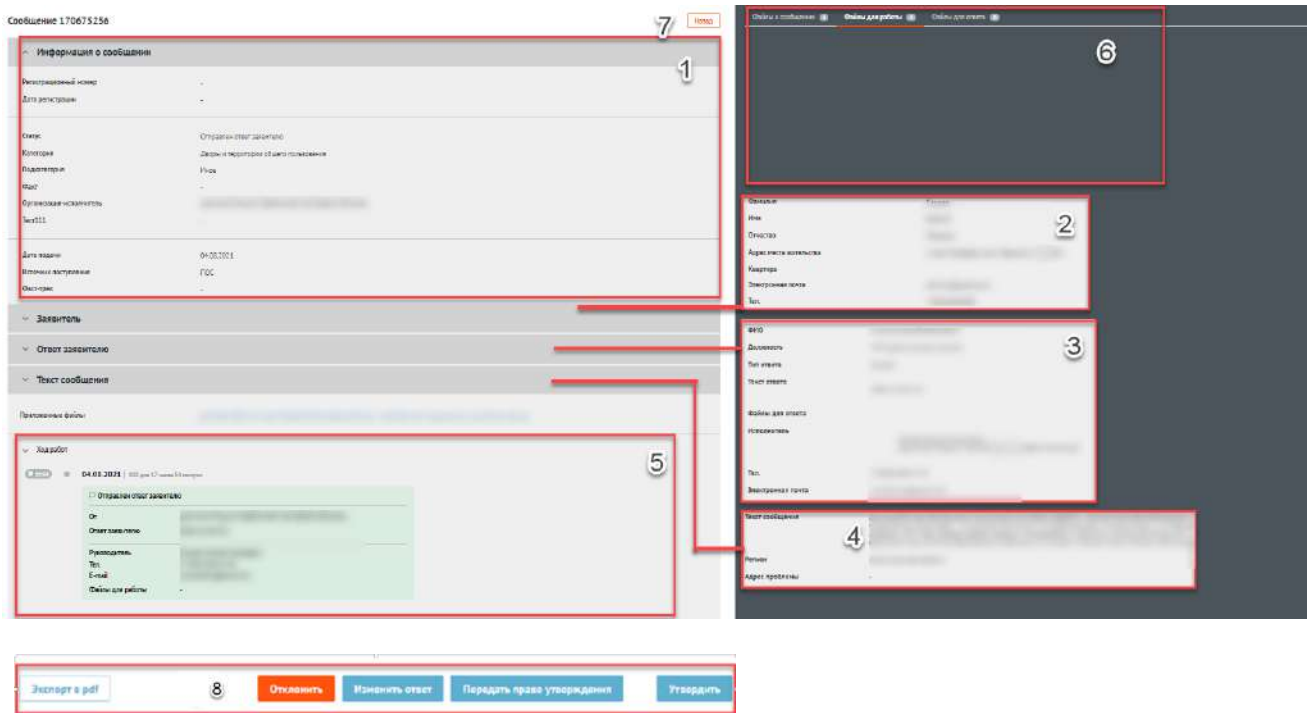 Сообщение 170675256
7
Назад
Информация о сообщении
1
Регистрационный номер -
Дата регистрации -
Статус Отправлен ответ заявителю
Категория Дворы и территории общего пользования
Подкатегория Иное
Факт -
Организация исполнитель
Тест111
Дата подачи 04.03.2021
Источник поступления ПОС
Фаст-трек -
Заявитель
Ответ заявителю
Текст сообщения
Приложенные файлы
Ход работ
5
04.03.2021
Отправлен ответ заявителю
От
Ответ заявителю
Руководитель
Тел.
E-mail
Файлы для работы -
Файлы к сообщению Файлы для работы Файлы для ответа
6
Фамилия
2
Имя
Отчество
Адрес места жительства
Квартира
Электронная почта
Тел.
ФИО
3
Должность
Тип ответа
Текст ответа
Файлы для ответа
Исполнитель
Тел.
Электронная почта
Текст сообщения
4
Регион
Адрес проблемы -
Экспорт в pdf 8 Отклонить Изменить ответ Передать право утверждения Утвердить